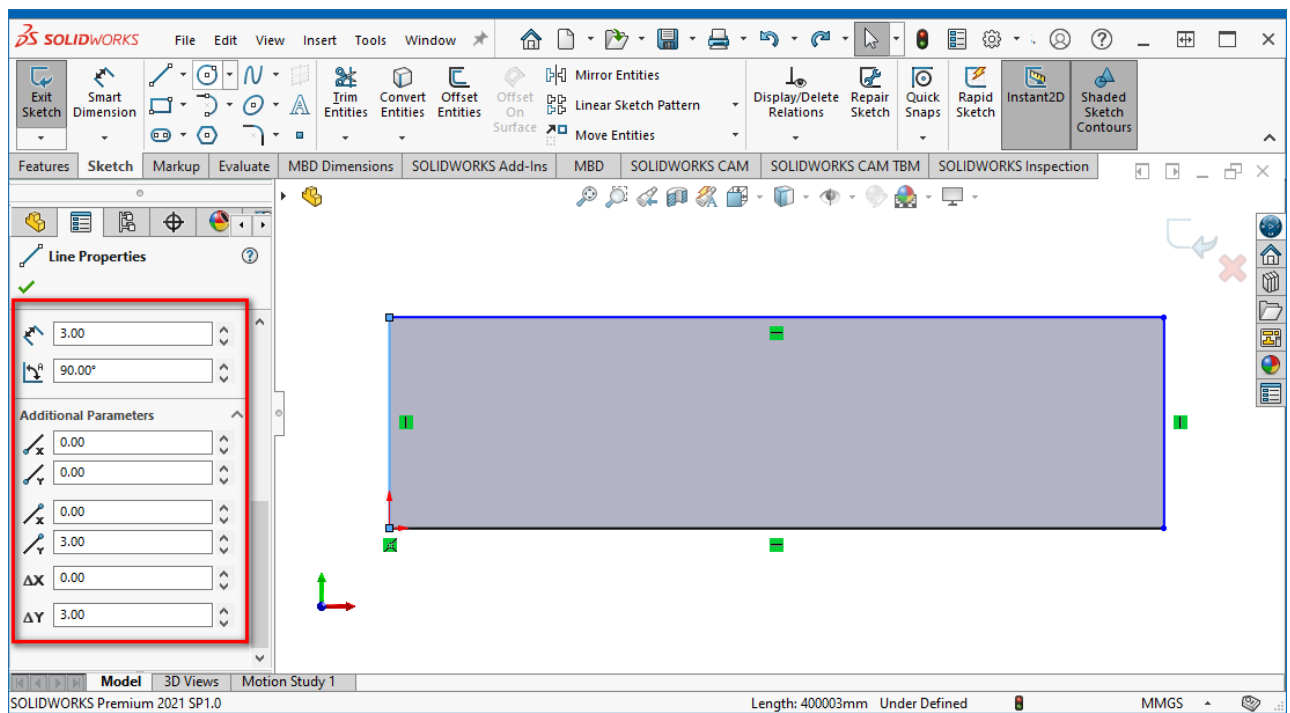 SOLIDWORKS File Edit View Insert Tools Window
Exit Sketch
Smart Dimension
A
Trim Entities
Convert Entities
Offset Entities
Offset On Surface
Mirror Entities
Linear Sketch Pattern
Move Entities
Display/Delete Relations
Repair Sketch
Quick Snaps
Rapid Sketch
Instant2D
Shaded Sketch Contours
Features Sketch Markup Evaluate MBD Dimensions SOLIDWORKS Add-Ins MBD SOLIDWORKS CAM SOLIDWORKS CAM TBM SOLIDWORKS Inspection
Line Properties
3.00
90.00°
Additional Parameters
X 0.00
Y 0.00
X 0.00
Y 3.00
ΔX 0.00
ΔY 3.00
Model 3D Views Motion Study 1
SOLIDWORKS Premium 2021 SP1.0 Length: 400003mm Under Defined MMGS